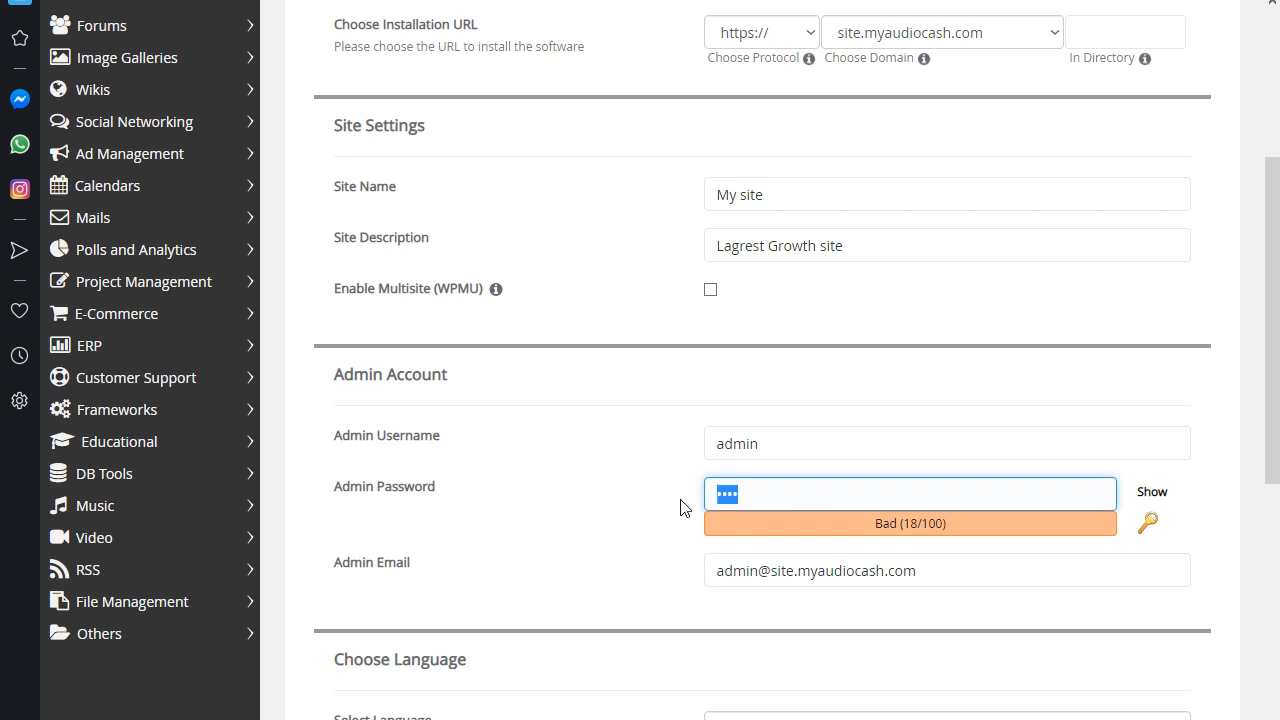 Forums
Image Galleries
Wikis
Social Networking
Ad Management
Calendars
Mails
Polls and Analytics
Project Management
E-Commerce
ERP
Customer Support
Frameworks
Educational
DB Tools
Music
Video
RSS
File Management
Others
Choose Installation URL
Please choose the URL to install the software
https://
site.myaudiocash.com
Choose Protocol
Choose Domain
In Directory
Site Settings
Site Name
My site
Site Description
Lagrest Growth site
Enable Multisite (WPMU)
Admin Account
Admin Username
admin
Admin Password
••••
Show
Bad (18/100)
Admin Email
admin@site.myaudiocash.com
Choose Language
Select Language